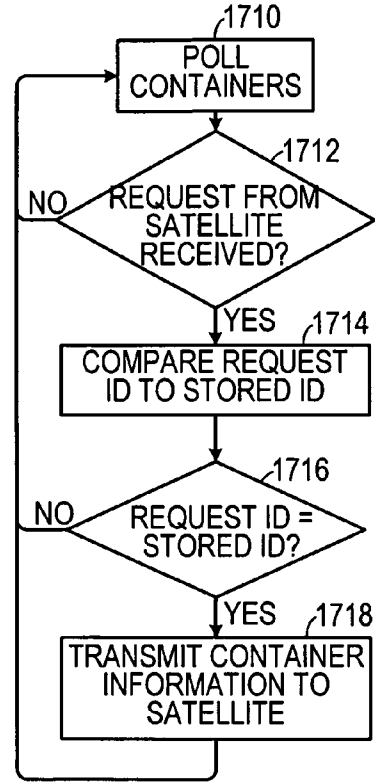 1710
POLL
CONTAINERS
1712
NO
REQUEST FROM
SATELLITE
RECEIVED?
YES
1714
COMPARE REQUEST
ID TO STORED ID
1716
NO
REQUEST ID =
STORED ID?
YES
1718
TRANSMIT CONTAINER
INFORMATION TO
SATELLITE